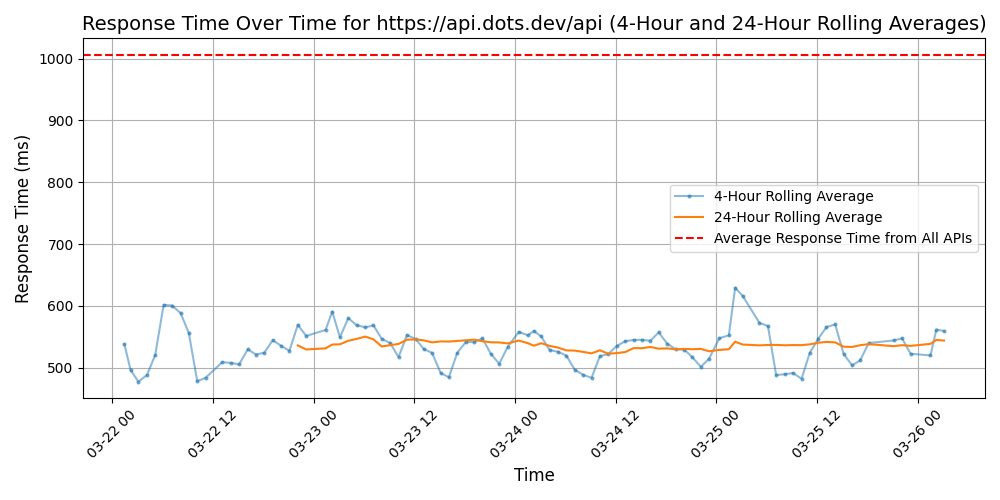 Response Time Over Time for https://api.dots.dev/api (4-Hour and 24-Hour Rolling Averages)
Response Time (ms)
1000
900
800
700
600
500
4-Hour Rolling Average
24-Hour Rolling Average
Average Response Time from All APIs
03-22 00
03-22 12
03-23 00
03-23 12
03-24 00
03-24 12
03-25 00
03-25 12
03-26 00
Time